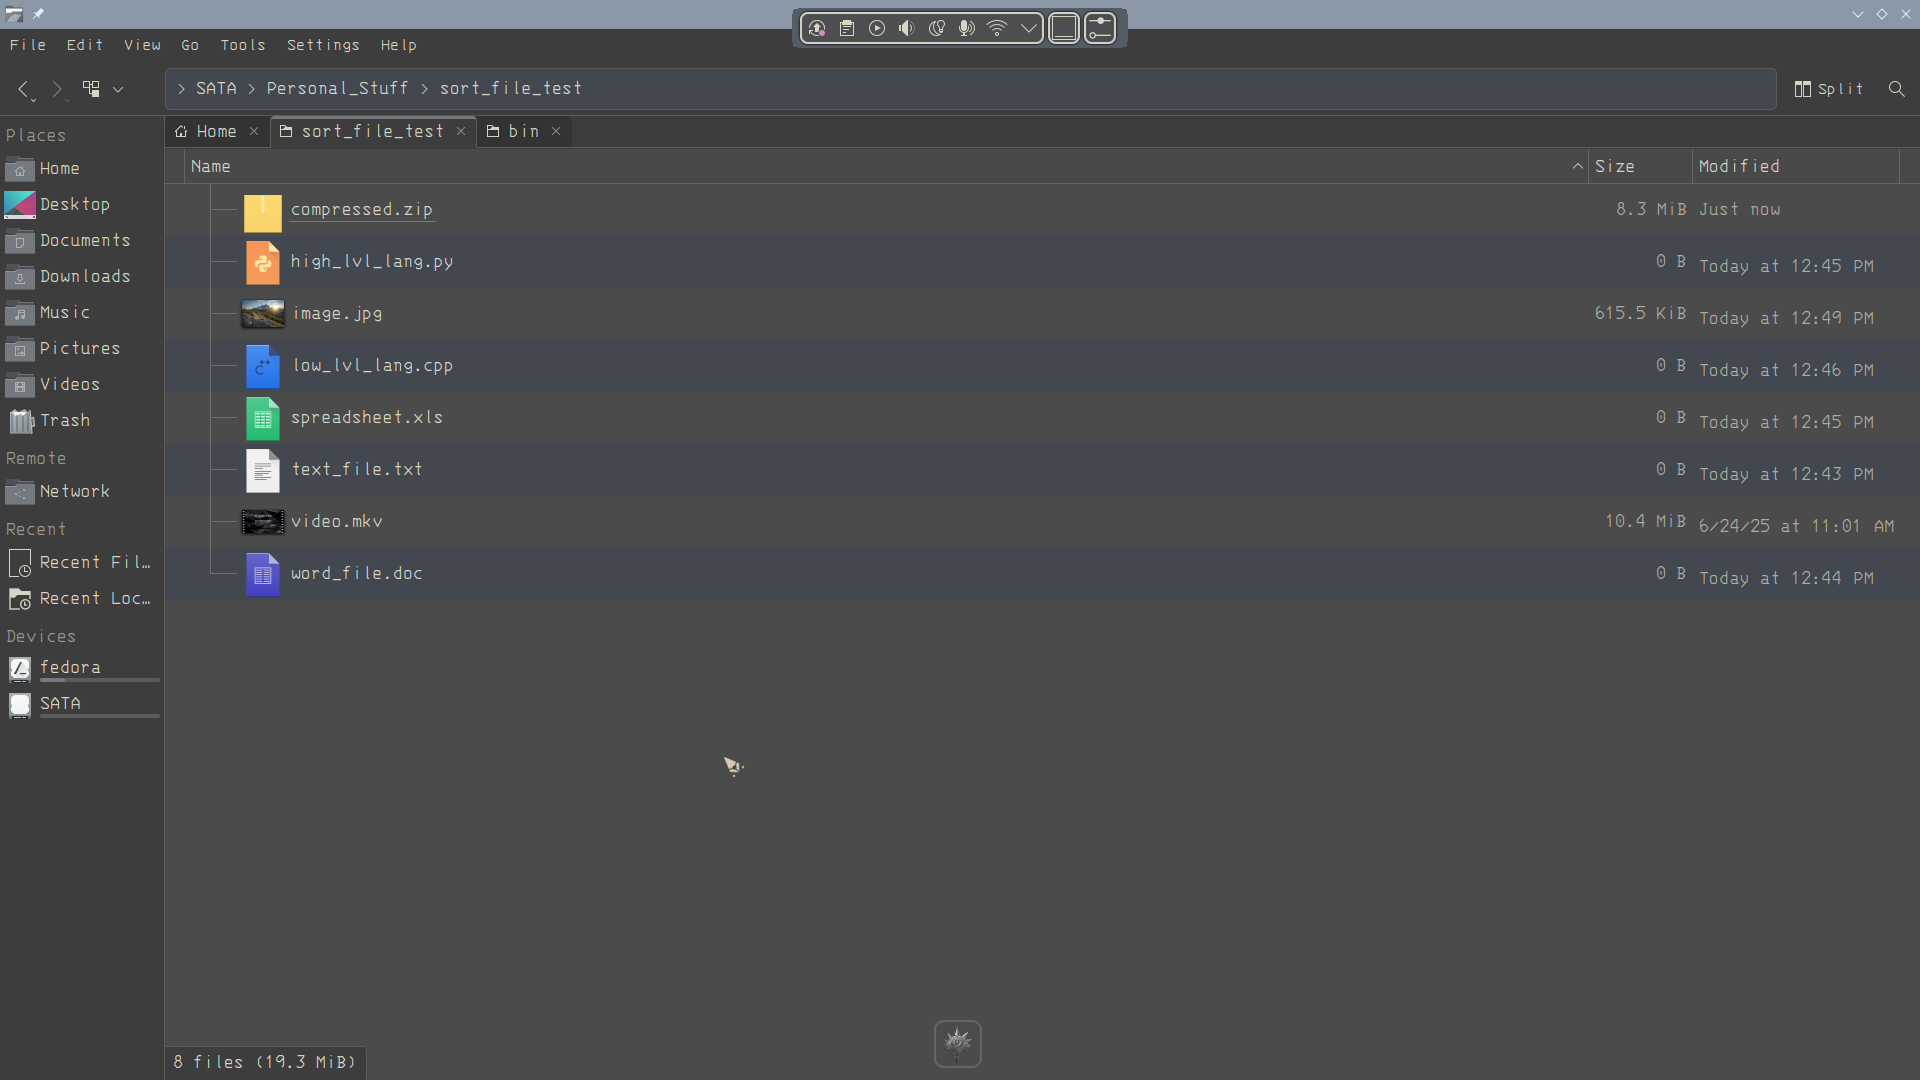 File Edit View Go Tools Settings Help
> SATA > Personal_Stuff > sort_file_test
Split
Places
Home
Desktop
Documents
Downloads
Music
Pictures
Videos
Trash
Remote
Network
Recent
Recent Fil…
Recent Loc…
Devices
fedora
SATA
Home sort_file_test bin
Name Size Modified
compressed.zip 8.3 MiB Just now
high_lvl_lang.py 0 B Today at 12:45 PM
image.jpg 615.5 KiB Today at 12:49 PM
low_lvl_lang.cpp 0 B Today at 12:46 PM
spreadsheet.xls 0 B Today at 12:45 PM
text_file.txt 0 B Today at 12:43 PM
video.mkv 10.4 MiB 6/24/25 at 11:01 AM
word_file.doc 0 B Today at 12:44 PM
8 files (19.3 MiB)